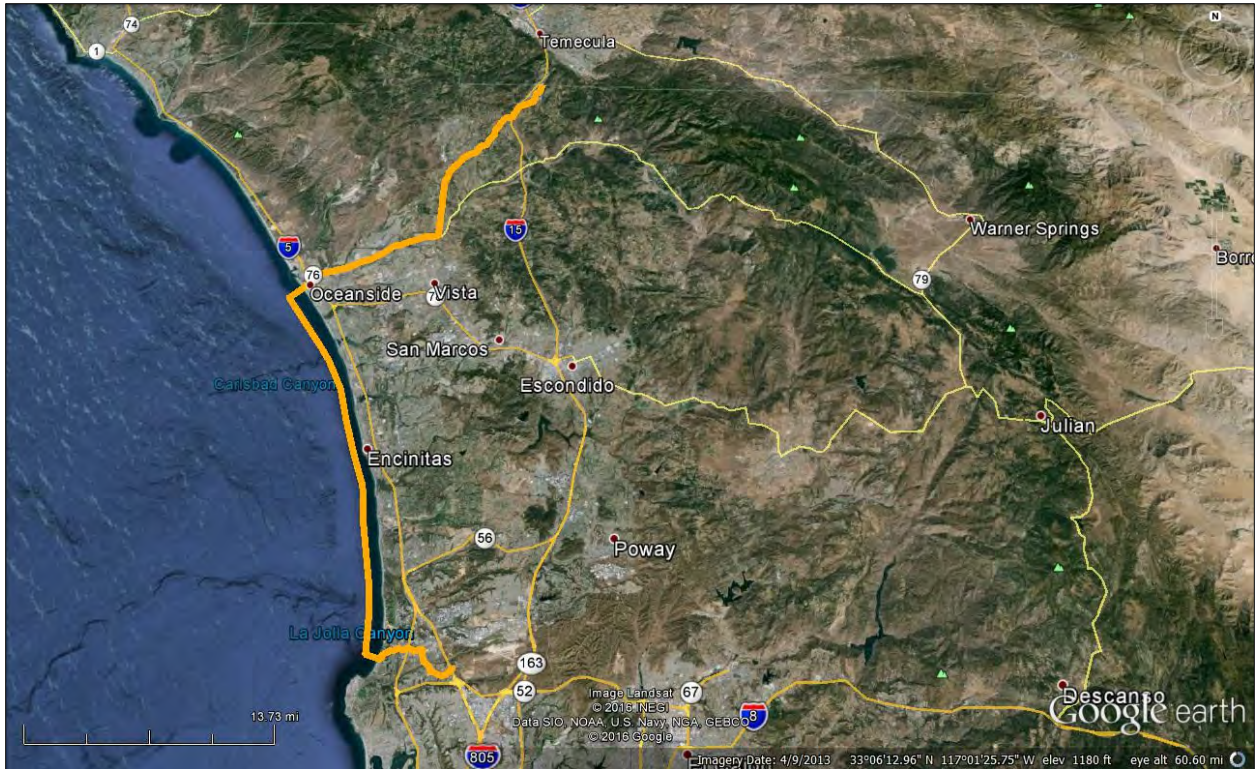 74
1
Temecula
N
5
15
Warner Springs
76
Oceanside
Vista
79
San Marcos
Carlsbad Canyon
Escondido
Julian
Encinitas
56
Poway
La Jolla Canyon
163
52
67
8
Descanso
805
13.73 mi
Image Landsat
© 2016 INEGI
Data SIO, NOAA, U.S. Navy, NGA, GEBCO
© 2016 Google
Google earth
Imagery Date: 4/9/2013 33°06'12.96" N 117°01'25.75" W elev 1180 ft eye alt 60.60 mi